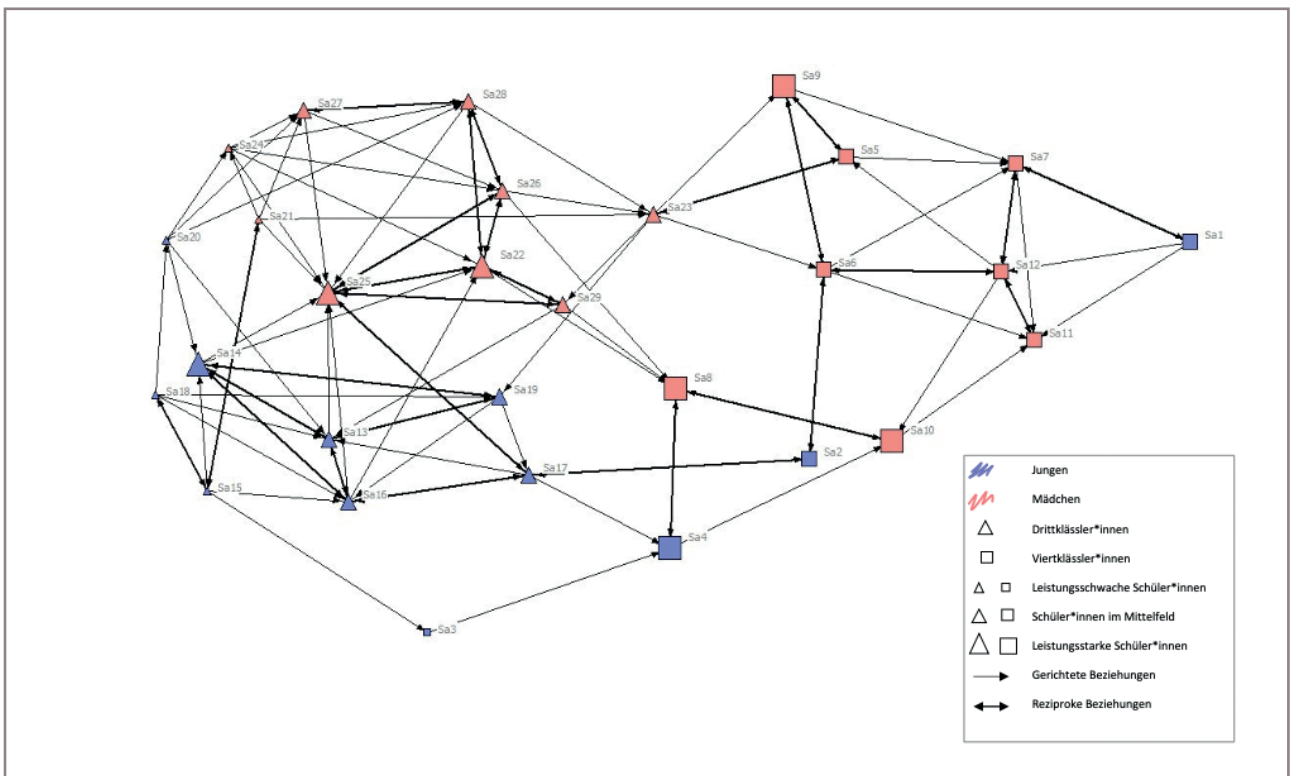 Sa9
Sa28
Sa27
Sa24
Sa5
Sa7
Sa26
Sa23
Sa21
Sa20
Sa1
Sa22
Sa6
Sa12
Sa25
Sa29
Sa11
Sa14
Sa8
Sa18
Sa19
Sa13
Sa10
Sa2
Sa17
Sa15
Sa16
Sa4
Sa3
Jungen
Mädchen
Drittklässler*innen
Viertklässler*innen
Leistungsschwache Schüler*innen
Schüler*innen im Mittelfeld
Leistungsstarke Schüler*innen
Gerichtete Beziehungen
Reziproke Beziehungen